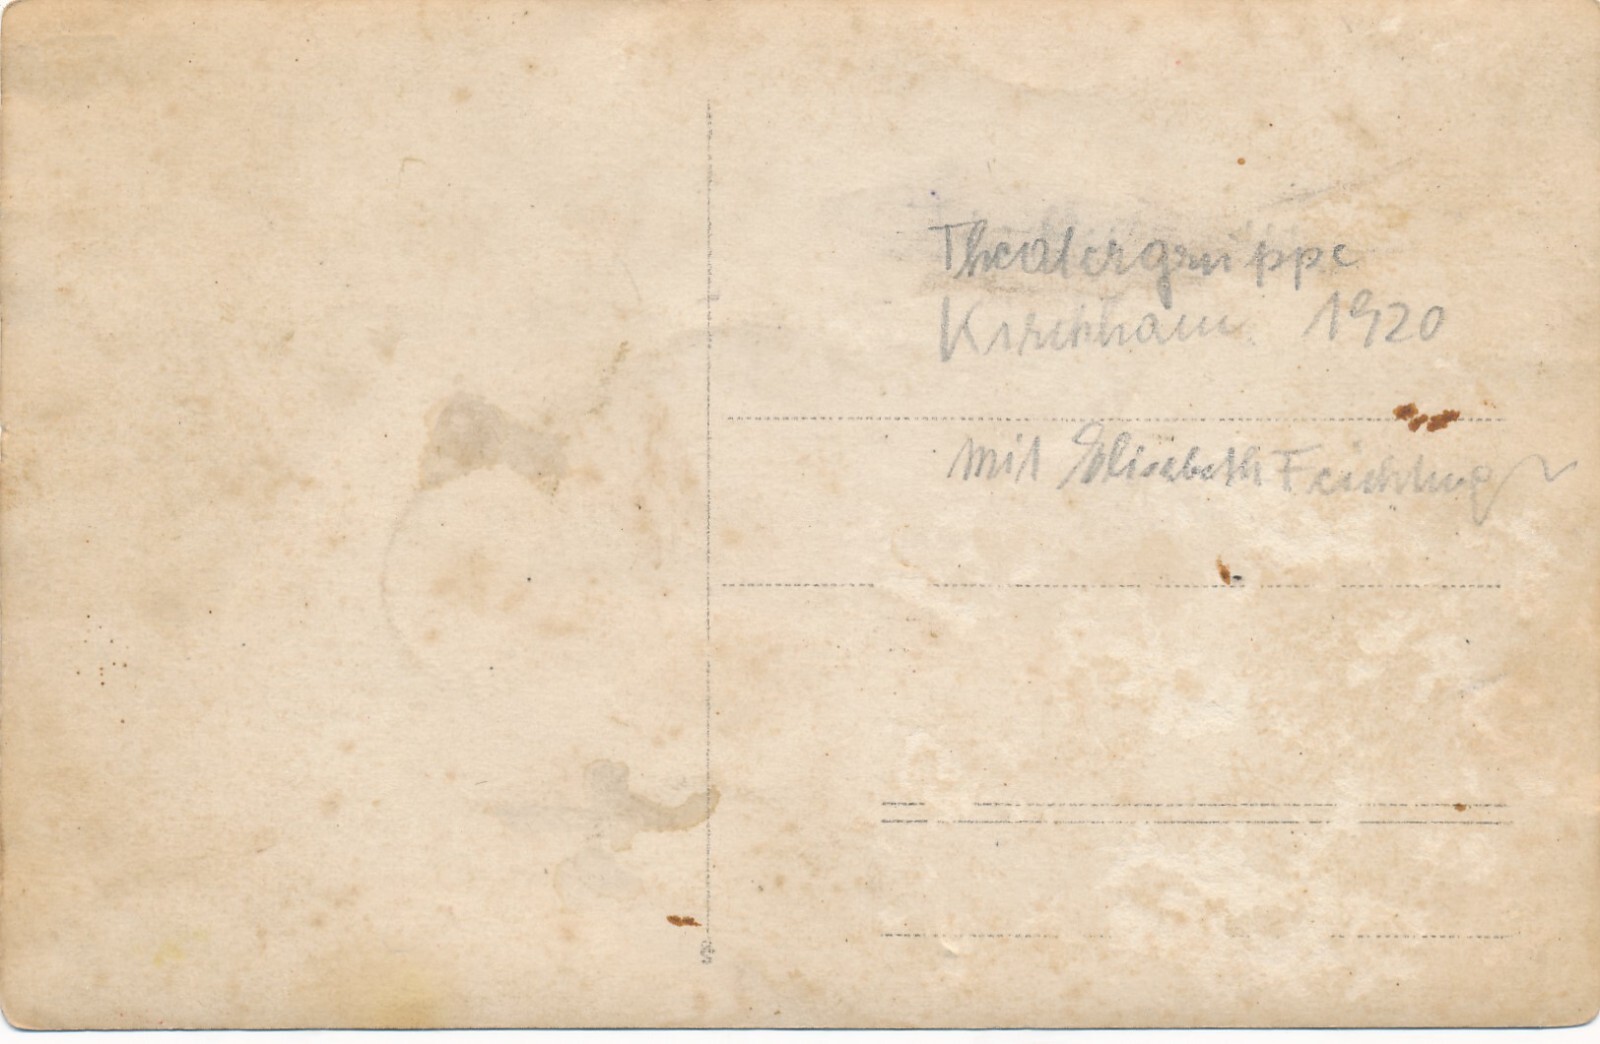 Theatergruppe
Kirchham 1920
mit Elisabeth